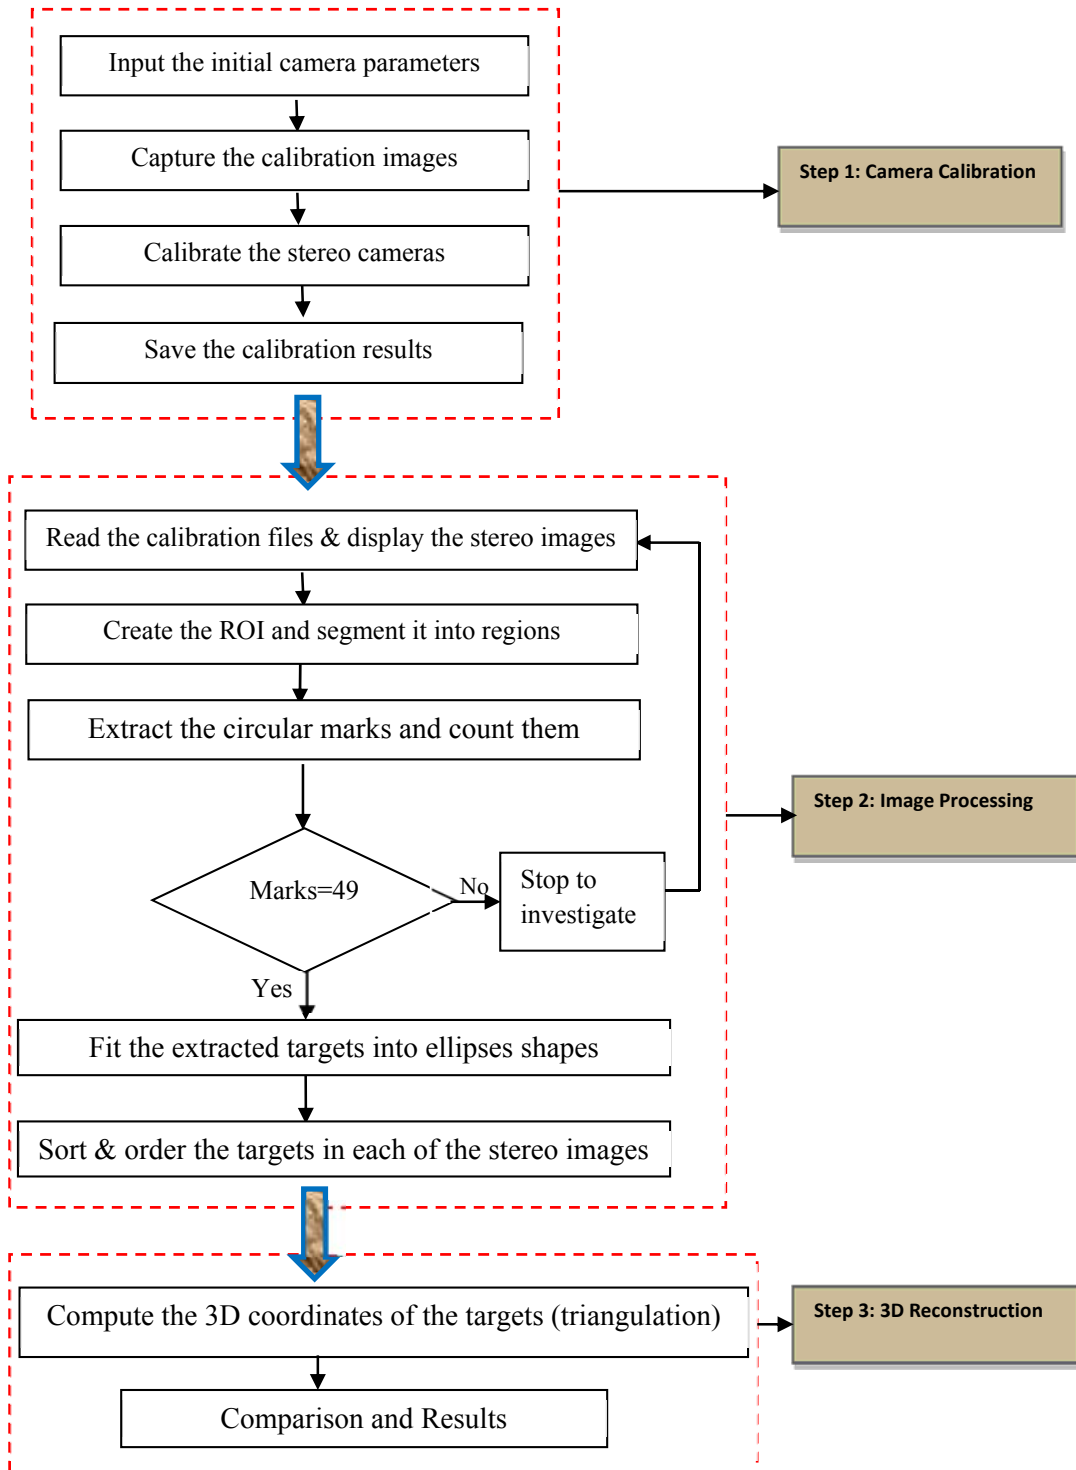 Input the initial camera parameters
Capture the calibration images
Step 1: Camera Calibration
Calibrate the stereo cameras
Save the calibration results
Read the calibration files & display the stereo images
Create the ROI and segment it into regions
Extract the circular marks and count them
Step 2: Image Processing
Marks=49
No
Stop to
investigate
Yes
Fit the extracted targets into ellipses shapes
Sort & order the targets in each of the stereo images
Compute the 3D coordinates of the targets (triangulation)
Step 3: 3D Reconstruction
Comparison and Results